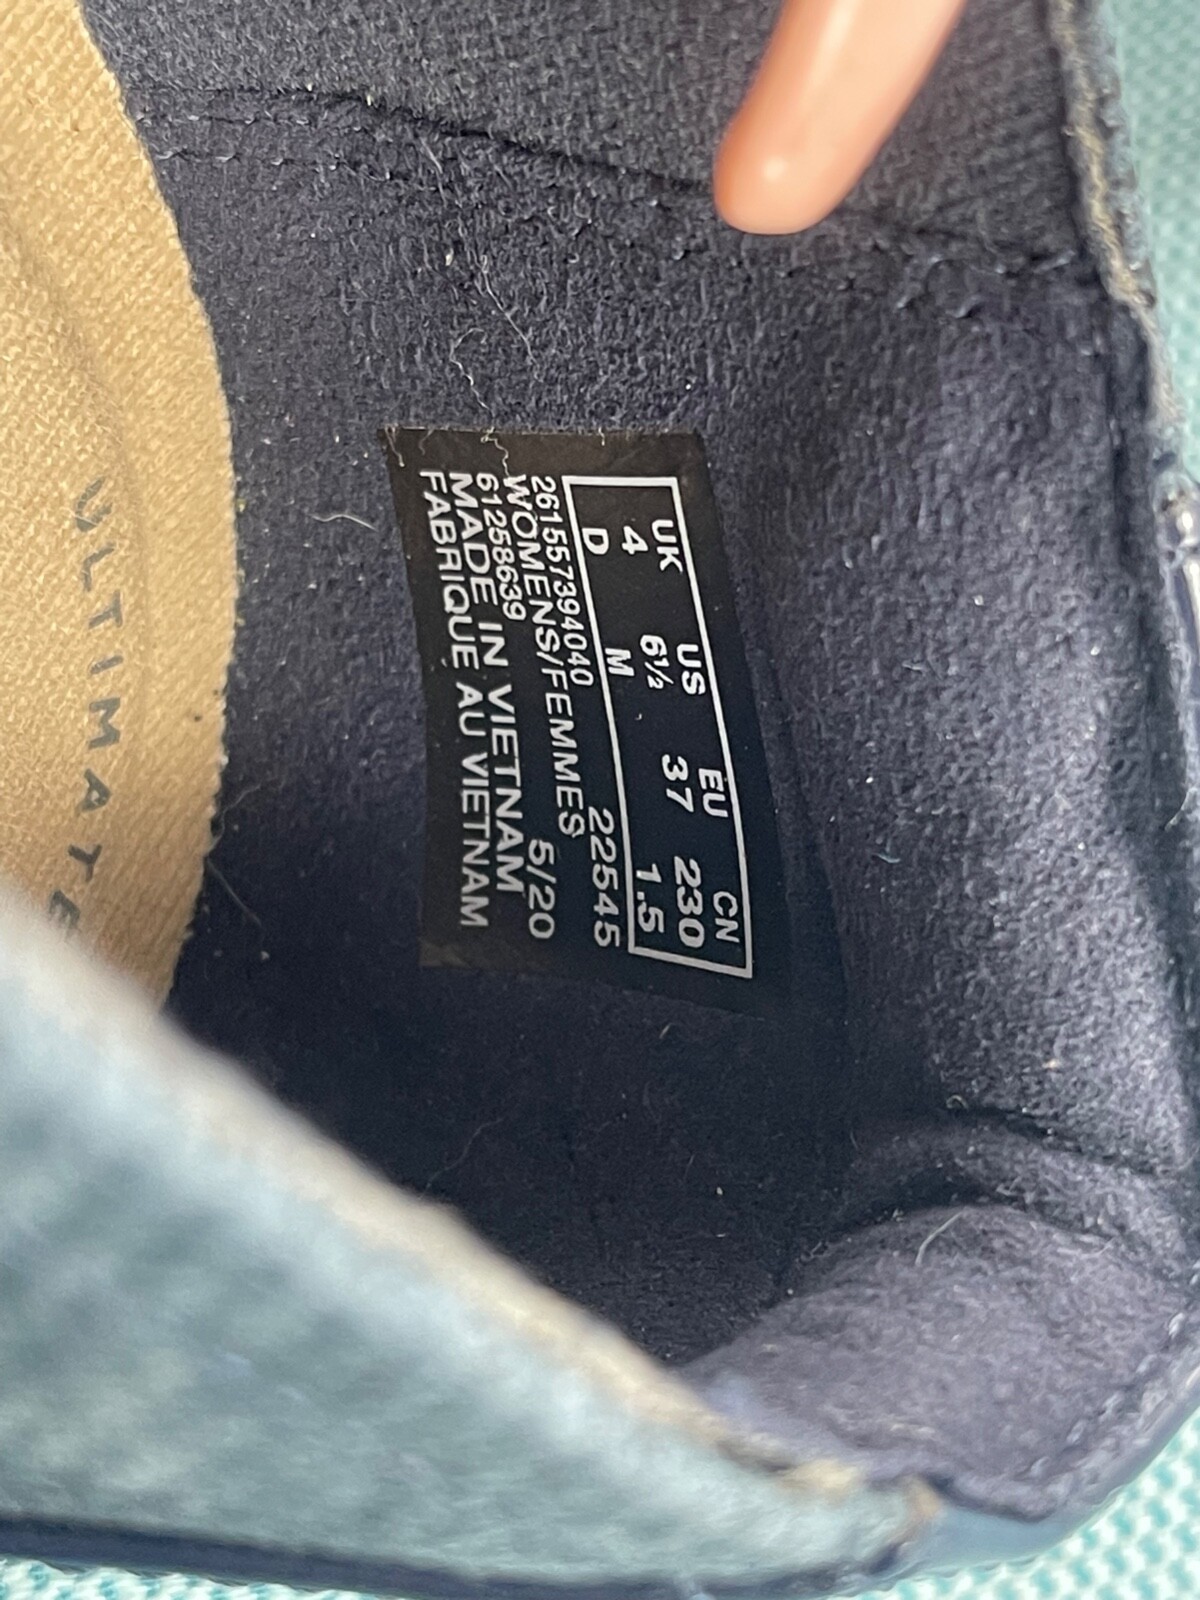 UK US EU CN
4 6½ 37 230
D M 1.5
261557394040 22545
WOMENS/FEMMES
61258639 5/20
MADE IN VIETNAM
FABRIQUE AU VIETNAM
ULTIMATE